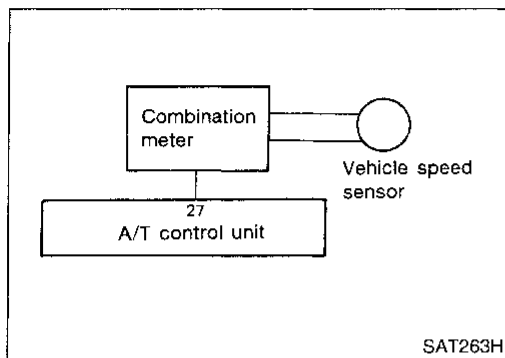 Combination
meter
Vehicle speed
sensor
27
A/T control unit
SAT263H